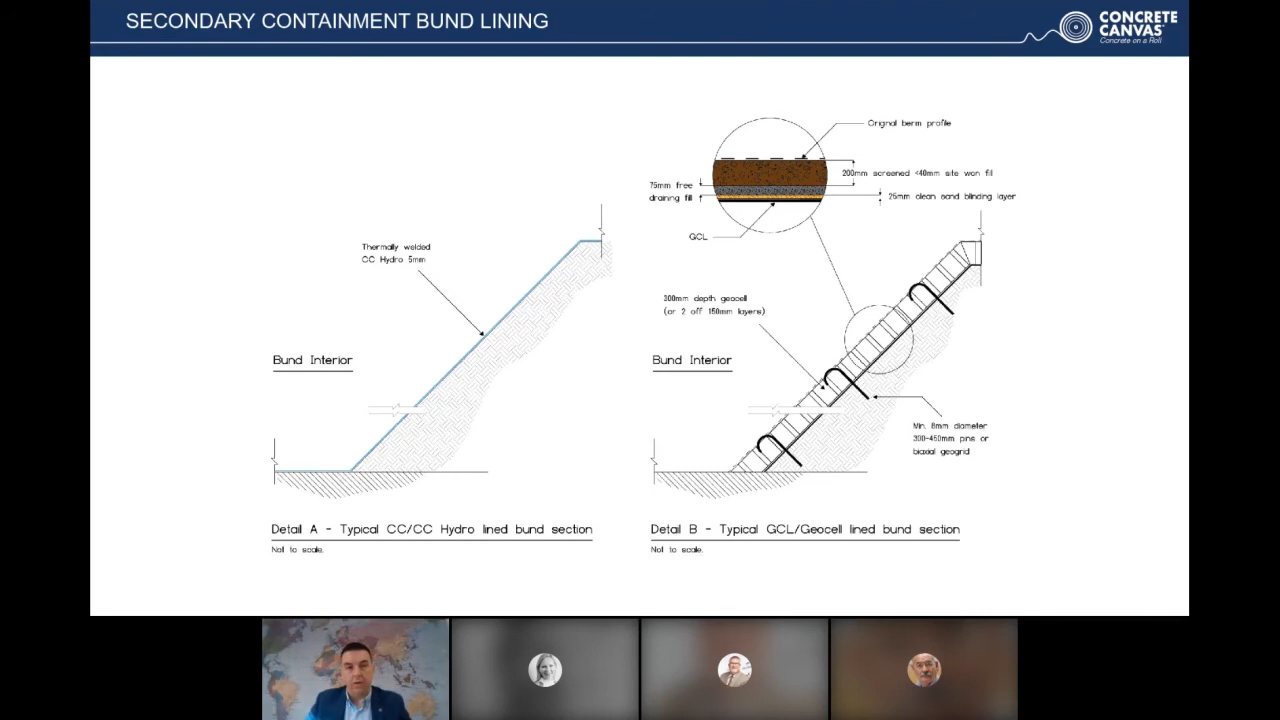 SECONDARY CONTAINMENT BUND LINING
CONCRETE
CANVAS
Concrete on a Roll
Original berm profile
200mm screened <40mm site won fill
75mm free
draining fill
25mm clean sand blinding layer
GCL
Thermally welded
CC Hydro 5mm
300mm depth geocell
(or 2 off 150mm layers)
Bund Interior
Bund Interior
Min. 8mm diameter
300-450mm pins or
biaxial geogrid
Detail A - Typical CC/CC Hydro lined bund section
Not to scale.
Detail B - Typical GCL/Geocell lined bund section
Not to scale.